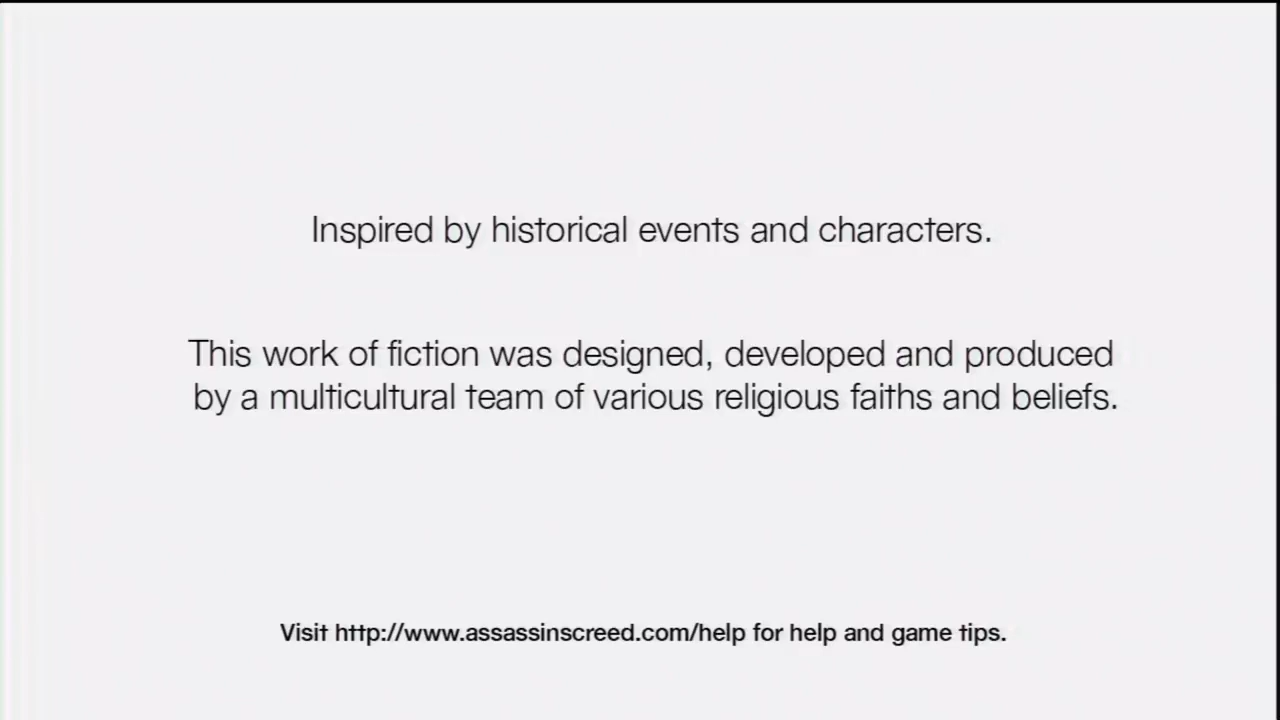 Inspired by historical events and characters.
This work of fiction was designed, developed and produced
by a multicultural team of various religious faiths and beliefs.
Visit http://www.assassinscreed.com/help for help and game tips.